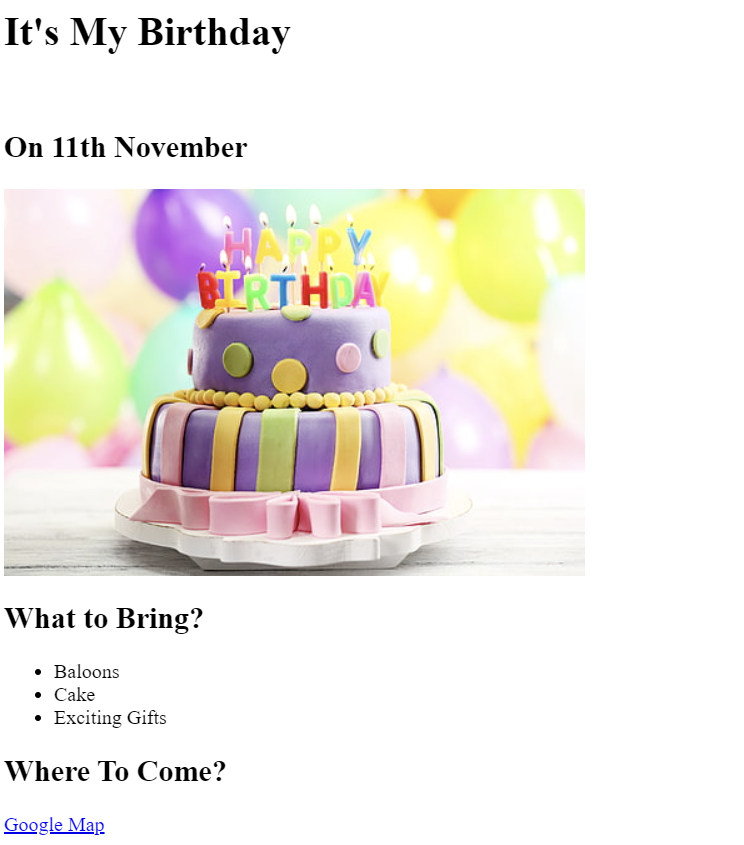 It's My Birthday
On 11th November
HAPPY
BIRTHDAY
What to Bring?
Baloons
Cake
Exciting Gifts
Where To Come?
Google Map